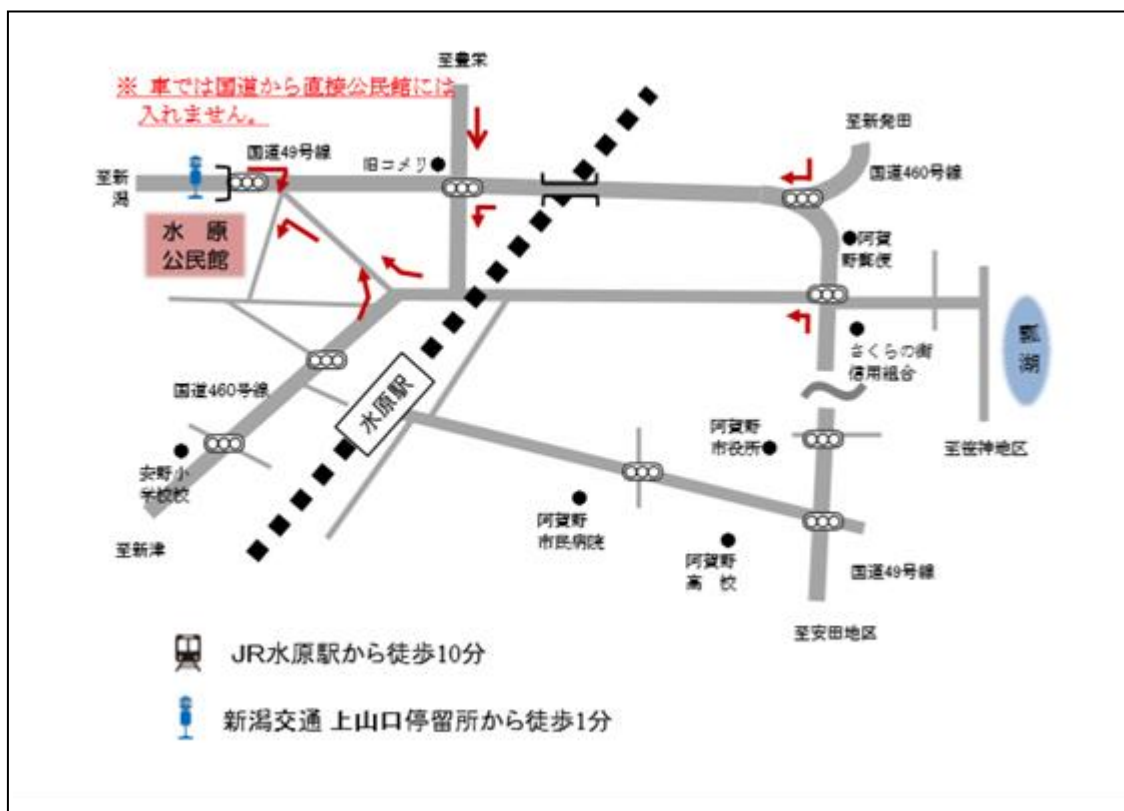 至豊栄
※ 車では国道から直接公民館には
入れません。
至新発田
国道49号線
旧コメリ
国道460号線
至新
潟
水 原
公民館
●阿賀
野郵便
瓢
湖
さくらの街
信用組合
国道460号線
水原駅
阿賀野
市役所
至笹神地区
安野小
学校校
阿賀野
市民病院
至新津
阿賀野
高 校
国道49号線
至安田地区
JR水原駅から徒歩10分
新潟交通 上山口停留所から徒歩1分